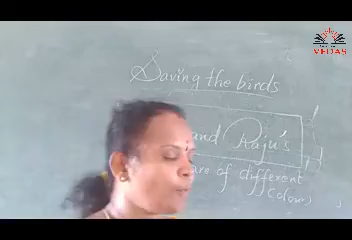 VEDAS
Saving the birds
and Raju's
are of different
colours